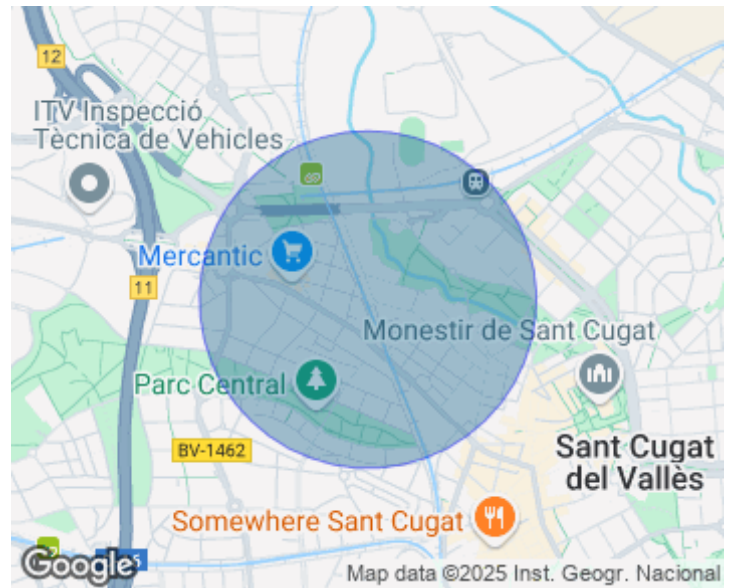 12
ITV Inspecció
Tècnica de Vehicles
Mercantic
11
Monestir de Sant Cugat
Parc Central
BV-1462
Sant Cugat
del Vallès
Somewhere Sant Cugat
Google
Map data ©2025 Inst. Geogr. Nacional